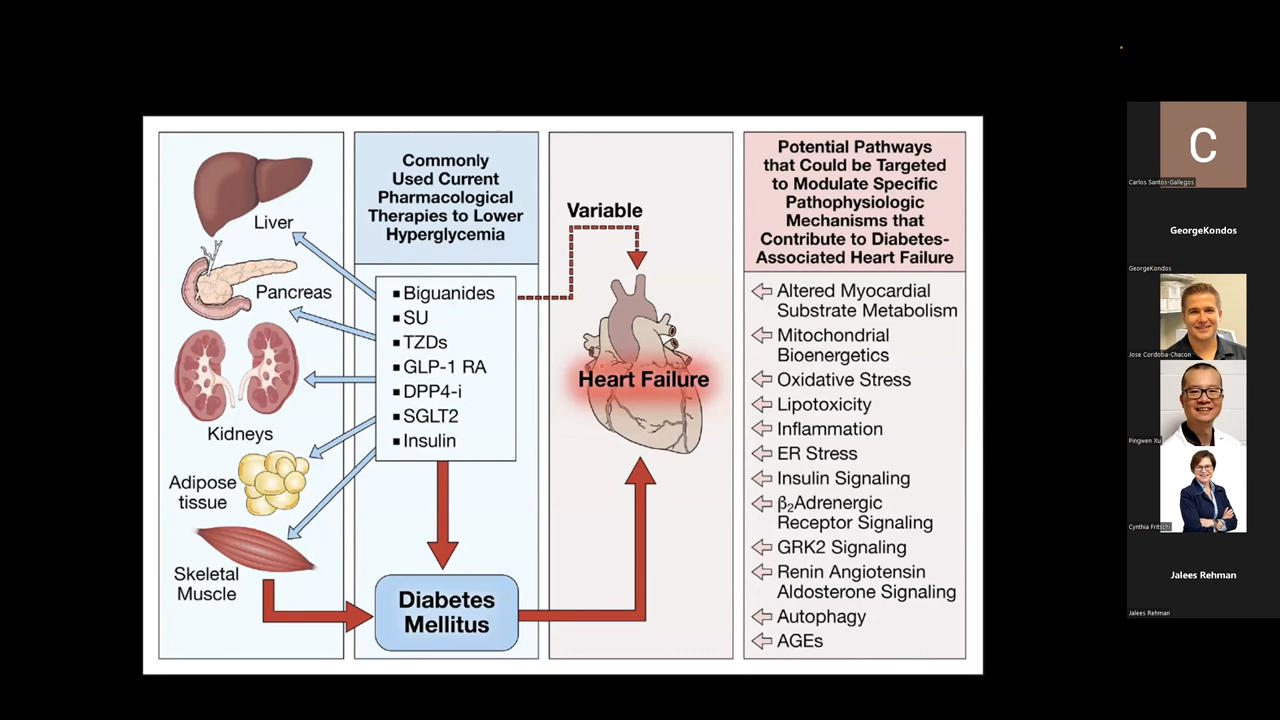 Liver
Pancreas
Kidneys
Adipose
tissue
Skeletal
Muscle
Commonly
Used Current
Pharmacological
Therapies to Lower
Hyperglycemia
▪ Biguanides
▪ SU
▪ TZDs
▪ GLP-1 RA
▪ DPP4-i
▪ SGLT2
▪ Insulin
Diabetes
Mellitus
Variable
Heart Failure
Potential Pathways
that Could be Targeted
to Modulate Specific
Pathophysiologic
Mechanisms that
Contribute to Diabetes-
Associated Heart Failure
Altered Myocardial
Substrate Metabolism
Mitochondrial
Bioenergetics
Oxidative Stress
Lipotoxicity
Inflammation
ER Stress
Insulin Signaling
β₂Adrenergic
Receptor Signaling
GRK2 Signaling
Renin Angiotensin
Aldosterone Signaling
Autophagy
AGEs
C
Carlos Santos-Gallegos
GeorgeKondos
GeorgeKondos
Jose Cordoba-Chacon
Pingwen Xu
Cynthia Fritschi
Jalees Rehman
Jalees Rehman